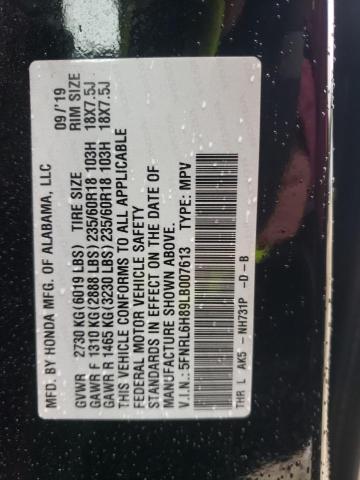 MFD. BY HONDA MFG. OF ALABAMA, LLC 09/'19
TIRE SIZE RIM SIZE
GVWR 2730 KG(6019 LBS)
GAWR F 1310 KG(2888 LBS) 235/60R18 103H 18X7.5J
GAWR R 1465 KG(3230 LBS) 235/60R18 103H 18X7.5J
THIS VEHICLE CONFORMS TO ALL APPLICABLE
FEDERAL MOTOR VEHICLE SAFETY
STANDARDS IN EFFECT ON THE DATE OF
MANUFACTURE SHOWN ABOVE.
V.I.N.: 5FNRL6H89LB007613 TYPE: MPV
THR L AK5 - NH731P -D-B